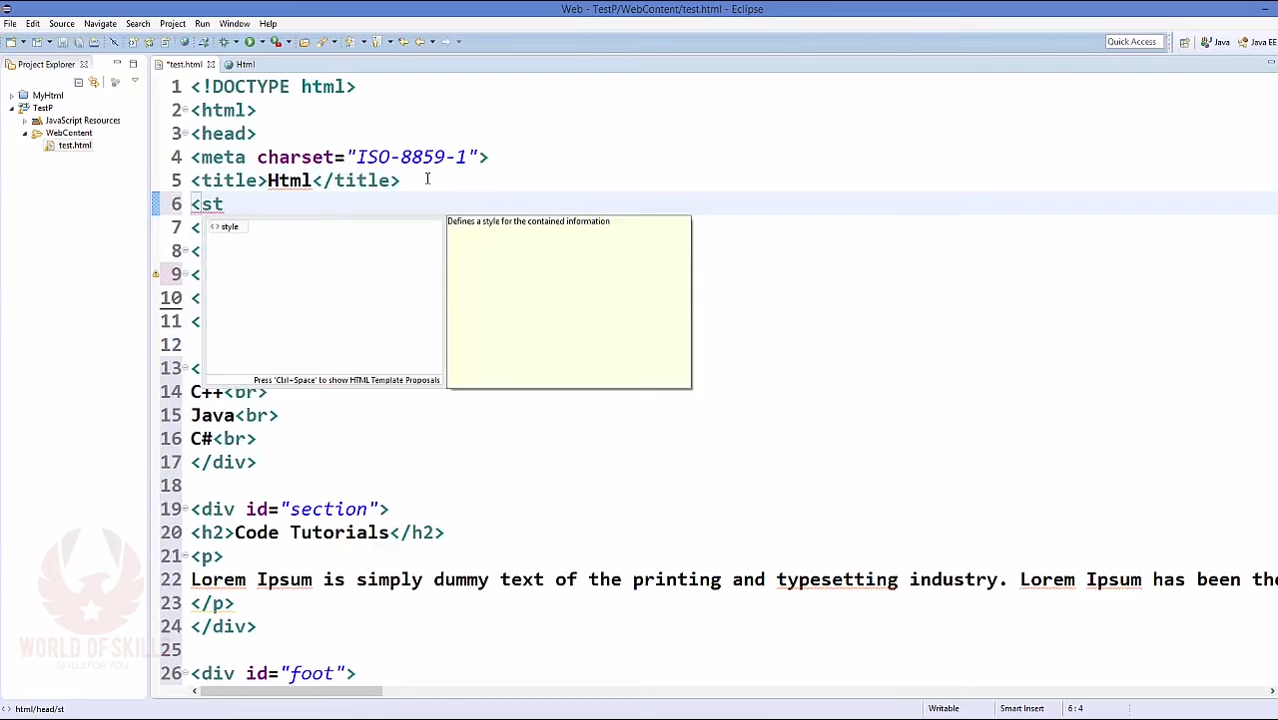 Web - TestP/WebContent/test.html - Eclipse
File Edit Source Navigate Search Project Run Window Help
Quick Access Java Java EE
Project Explorer
*test.html Html
MyHtml
TestP
JavaScript Resources
WebContent
test.html
1 <!DOCTYPE html>
2 <html>
3 <head>
4 <meta charset="ISO-8859-1">
5 <title>Html</title>
6 <st
style
Defines a style for the contained information
Press 'Ctrl+Space' to show HTML Template Proposals
7 <
8 <
9 <
10 <
11 <
12
13 <
14 C++<br>
15 Java<br>
16 C#<br>
17 </div>
18
19 <div id="section">
20 <h2>Code Tutorials</h2>
21 <p>
22 Lorem Ipsum is simply dummy text of the printing and typesetting industry. Lorem Ipsum has been the
23 </p>
24 </div>
25
26 <div id="foot">
WORLD OF SKILLS
SKILLS FOR YOU
html/head/st Writable Smart Insert 6 : 4